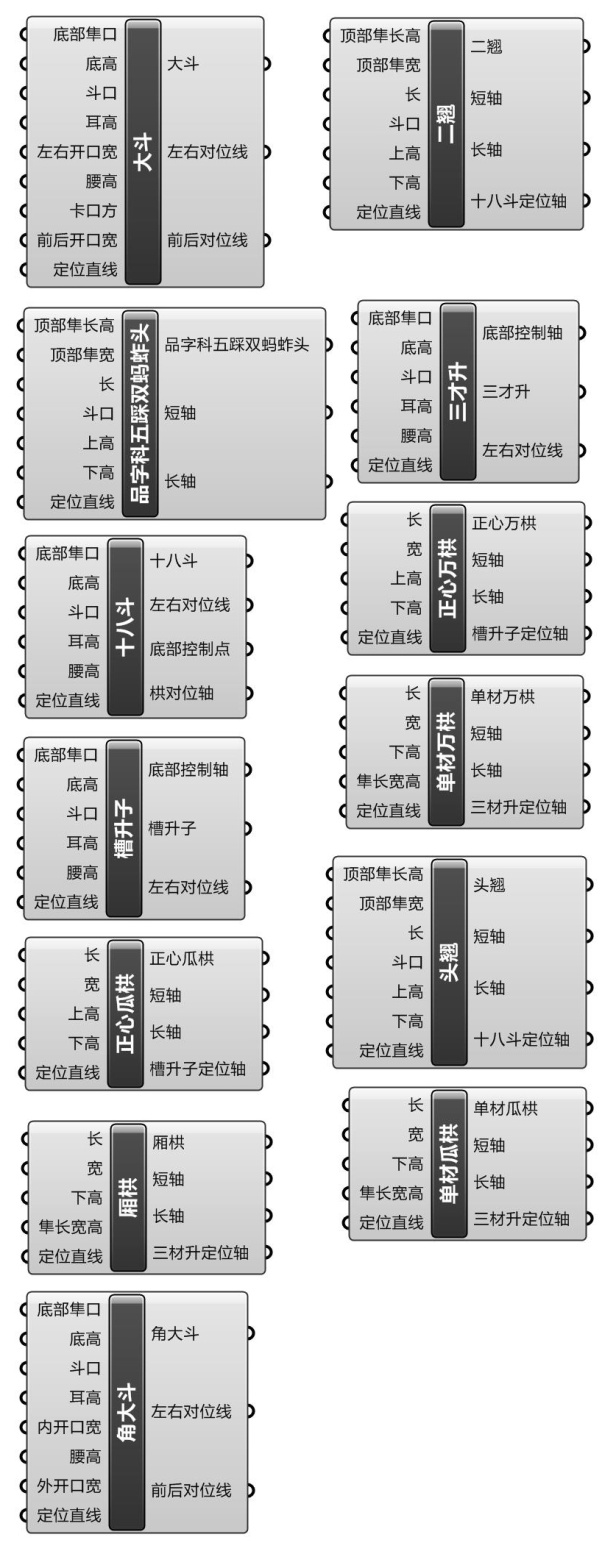 底部隼口
底高
斗口
耳高
左右开口宽
腰高
卡口方
前后开口宽
定位直线
大斗
大斗
左右对位线
前后对位线
顶部隼长高
顶部隼宽
长
斗口
上高
下高
定位直线
二翘
二翘
短轴
长轴
十八斗定位轴
顶部隼长高
顶部隼宽
长
斗口
上高
下高
定位直线
品字科五踩双蚂蚱头
品字科五踩双蚂蚱头
短轴
长轴
底部隼口
底高
斗口
耳高
腰高
定位直线
三才升
底部控制轴
三才升
左右对位线
底部隼口
底高
斗口
耳高
腰高
定位直线
十八斗
十八斗
左右对位线
底部控制点
栱对位轴
长
宽
上高
下高
定位直线
正心万栱
正心万栱
短轴
长轴
槽升子定位轴
底部隼口
底高
斗口
耳高
腰高
定位直线
槽升子
底部控制轴
槽升子
左右对位线
长
宽
下高
隼长宽高
定位直线
单材万栱
单材万栱
短轴
长轴
三材升定位轴
长
宽
上高
下高
定位直线
正心瓜栱
正心瓜栱
短轴
长轴
槽升子定位轴
顶部隼长高
顶部隼宽
长
斗口
上高
下高
定位直线
头翘
头翘
短轴
长轴
十八斗定位轴
长
宽
下高
隼长宽高
定位直线
厢栱
厢栱
短轴
长轴
三材升定位轴
长
宽
下高
隼长宽高
定位直线
单材瓜栱
单材瓜栱
短轴
长轴
三材升定位轴
底部隼口
底高
斗口
耳高
内开口宽
腰高
外开口宽
定位直线
角大斗
角大斗
左右对位线
前后对位线